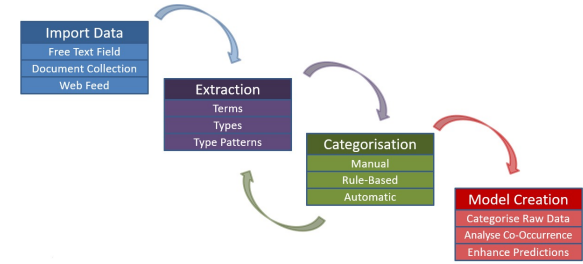 Import Data
Free Text Field
Document Collection
Web Feed
Extraction
Terms
Types
Type Patterns
Categorisation
Manual
Rule-Based
Automatic
Model Creation
Categorise Raw Data
Analyse Co-Occurrence
Enhance Predictions